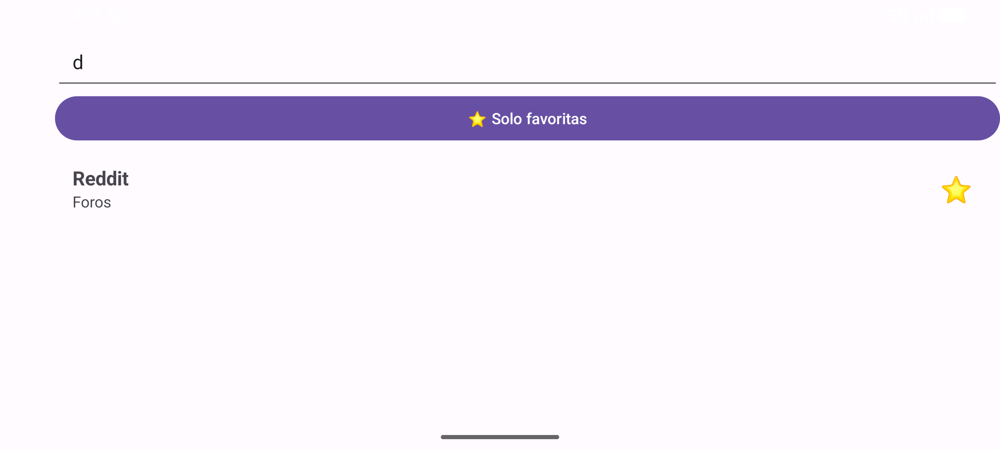 d
⭐ Solo favoritas
Reddit
Foros